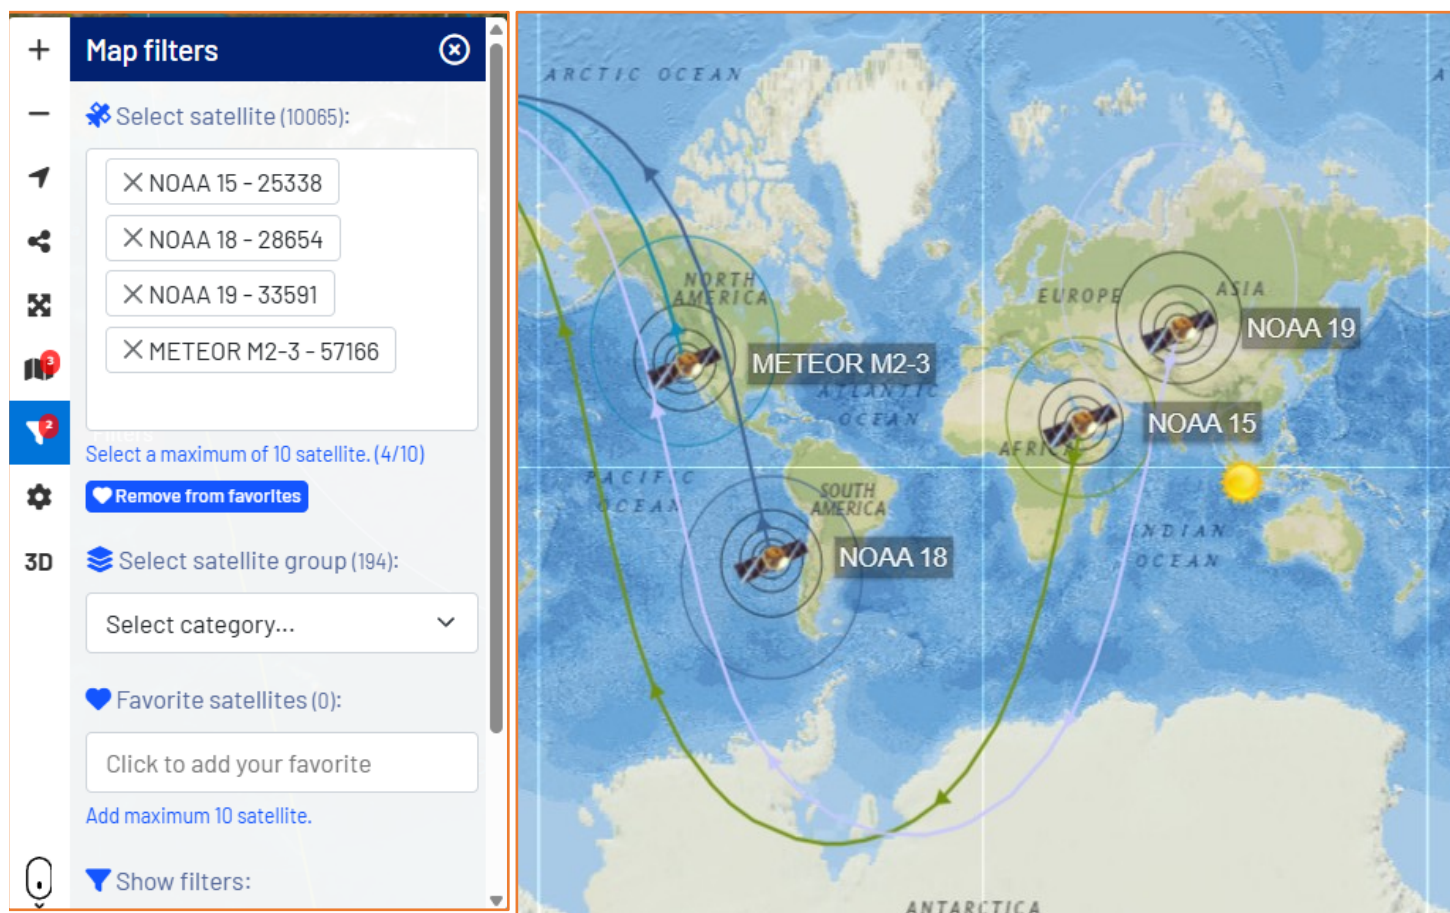 Map filters
Select satellite (10065):
NOAA 15 - 25338
NOAA 18 - 28654
NOAA 19 - 33591
METEOR M2-3 - 57166
3
2
Filters
Select a maximum of 10 satellite. (4/10)
Remove from favorites
3D
Select satellite group (194):
Select category...
Favorite satellites (0):
Click to add your favorite
Add maximum 10 satellite.
Show filters:
ARCTIC OCEAN
A
NORTH
AMERICA
EUROPE
ASIA
NOAA 19
METEOR M2-3
ATLANTIC
OCEAN
NOAA 15
AFRICA
PACIFIC
OCEAN
SOUTH
AMERICA
INDIAN
OCEAN
NOAA 18
ANTARCTICA